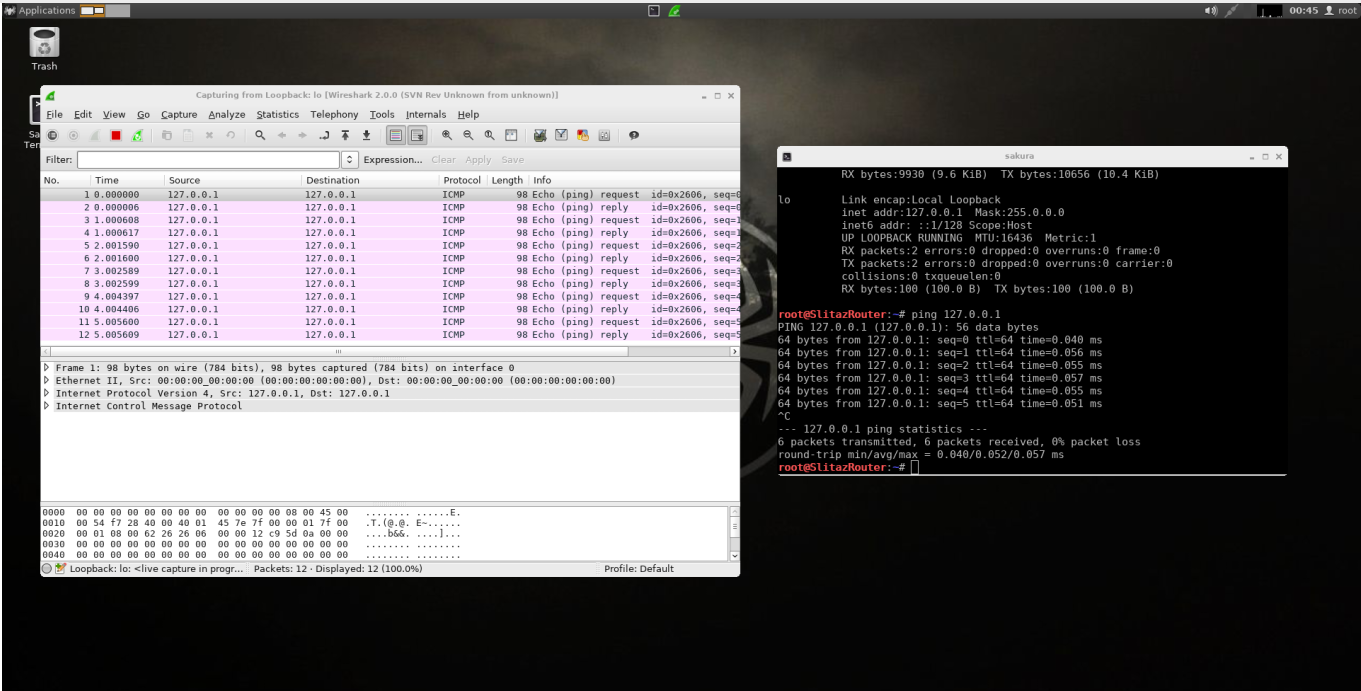 Applications
00:45 root
Trash
Capturing from Loopback: lo [Wireshark 2.0.0 (SVN Rev Unknown from unknown)]
File Edit View Go Capture Analyze Statistics Telephony Tools Internals Help
Filter: Expression... Clear Apply Save
No. Time Source Destination Protocol Length Info
1 0.000000 127.0.0.1 127.0.0.1 ICMP 98 Echo (ping) request id=0x2606, seq=0
2 0.000006 127.0.0.1 127.0.0.1 ICMP 98 Echo (ping) reply id=0x2606, seq=0
3 1.000608 127.0.0.1 127.0.0.1 ICMP 98 Echo (ping) request id=0x2606, seq=1
4 1.000617 127.0.0.1 127.0.0.1 ICMP 98 Echo (ping) reply id=0x2606, seq=1
5 2.001590 127.0.0.1 127.0.0.1 ICMP 98 Echo (ping) request id=0x2606, seq=2
6 2.001600 127.0.0.1 127.0.0.1 ICMP 98 Echo (ping) reply id=0x2606, seq=2
7 3.002589 127.0.0.1 127.0.0.1 ICMP 98 Echo (ping) request id=0x2606, seq=3
8 3.002599 127.0.0.1 127.0.0.1 ICMP 98 Echo (ping) reply id=0x2606, seq=3
9 4.004397 127.0.0.1 127.0.0.1 ICMP 98 Echo (ping) request id=0x2606, seq=4
10 4.004406 127.0.0.1 127.0.0.1 ICMP 98 Echo (ping) reply id=0x2606, seq=4
11 5.005600 127.0.0.1 127.0.0.1 ICMP 98 Echo (ping) request id=0x2606, seq=5
12 5.005609 127.0.0.1 127.0.0.1 ICMP 98 Echo (ping) reply id=0x2606, seq=5
Frame 1: 98 bytes on wire (784 bits), 98 bytes captured (784 bits) on interface 0
Ethernet II, Src: 00:00:00_00:00:00 (00:00:00:00:00:00), Dst: 00:00:00_00:00:00 (00:00:00:00:00:00)
Internet Protocol Version 4, Src: 127.0.0.1, Dst: 127.0.0.1
Internet Control Message Protocol
0000 00 00 00 00 00 00 00 00 00 00 00 00 08 00 45 00 ........ ......E.
0010 00 54 f7 28 40 00 40 01 45 7e 7f 00 00 01 7f 00 .T.(@.@. E~......
0020 00 01 08 00 62 26 26 06 00 00 12 c9 5d 0a 00 00 ....b&&. ....]...
0030 00 00 00 00 00 00 00 00 00 00 00 00 00 00 00 00 ........ ........
0040 00 00 00 00 00 00 00 00 00 00 00 00 00 00 00 00 ........ ........
Loopback: lo: <live capture in progr... Packets: 12 · Displayed: 12 (100.0%) Profile: Default
sakura
RX bytes:9930 (9.6 KiB) TX bytes:10656 (10.4 KiB)
lo Link encap:Local Loopback
inet addr:127.0.0.1 Mask:255.0.0.0
inet6 addr: ::1/128 Scope:Host
UP LOOPBACK RUNNING MTU:16436 Metric:1
RX packets:2 errors:0 dropped:0 overruns:0 frame:0
TX packets:2 errors:0 dropped:0 overruns:0 carrier:0
collisions:0 txqueuelen:0
RX bytes:100 (100.0 B) TX bytes:100 (100.0 B)
root@SlitazRouter:~# ping 127.0.0.1
PING 127.0.0.1 (127.0.0.1): 56 data bytes
64 bytes from 127.0.0.1: seq=0 ttl=64 time=0.040 ms
64 bytes from 127.0.0.1: seq=1 ttl=64 time=0.056 ms
64 bytes from 127.0.0.1: seq=2 ttl=64 time=0.055 ms
64 bytes from 127.0.0.1: seq=3 ttl=64 time=0.057 ms
64 bytes from 127.0.0.1: seq=4 ttl=64 time=0.055 ms
64 bytes from 127.0.0.1: seq=5 ttl=64 time=0.051 ms
^C
--- 127.0.0.1 ping statistics ---
6 packets transmitted, 6 packets received, 0% packet loss
round-trip min/avg/max = 0.040/0.052/0.057 ms
root@SlitazRouter:~#